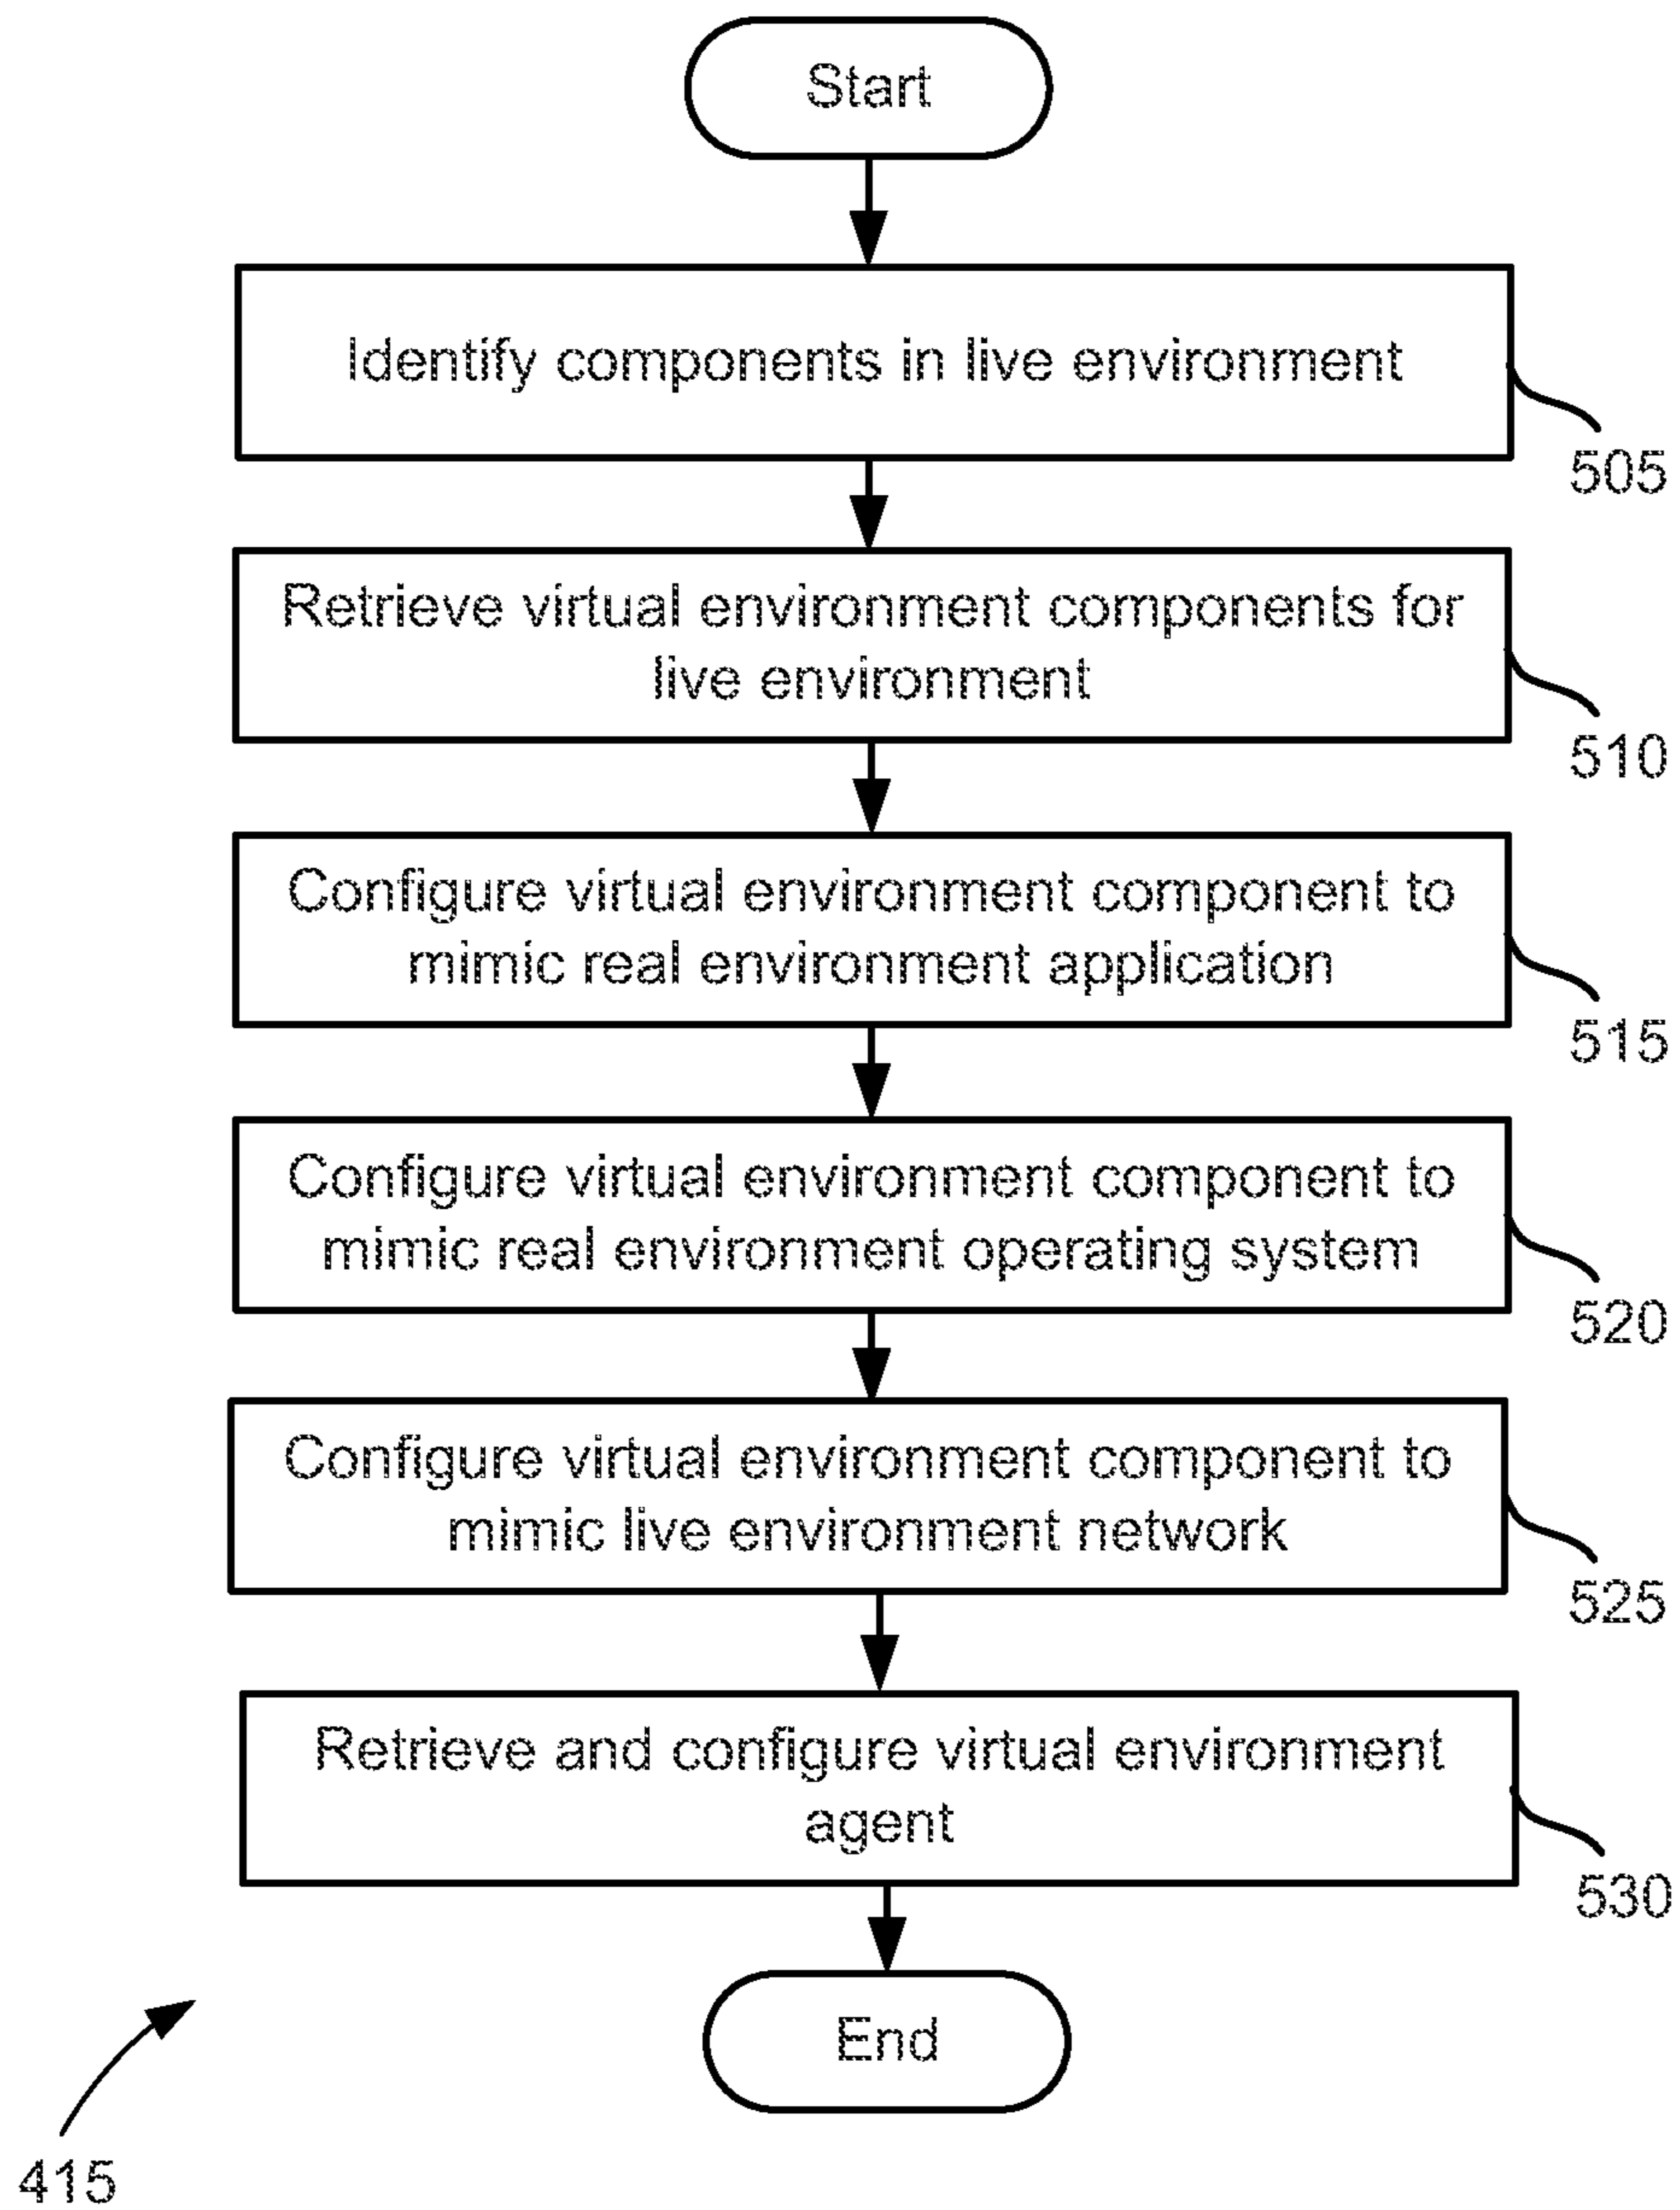 Start
Identify components in live environment
505
Retrieve virtual environment components for
live environment
510
Configure virtual environment component to
mimic real environment application
515
Configure virtual environment component to
mimic real environment operating system
520
Configure virtual environment component to
mimic live environment network
525
Retrieve and configure virtual environment
agent
530
End
415